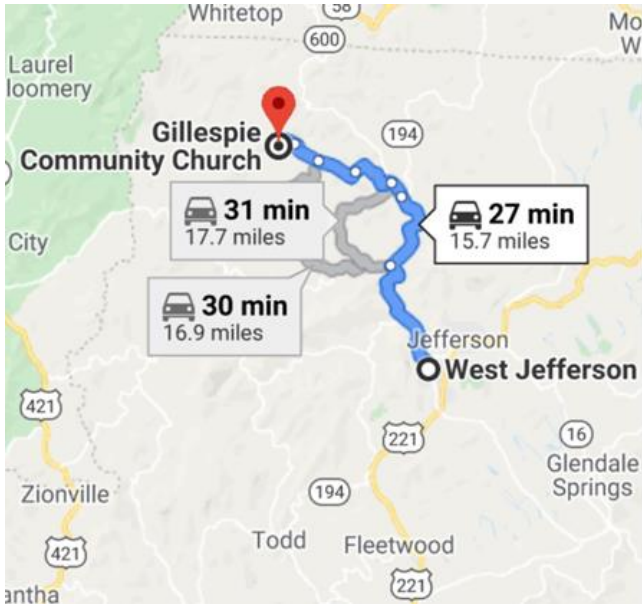 Whitetop
58
600
Mo
W
Laurel
loomery
Gillespie
Community Church
194
31 min
17.7 miles
27 min
15.7 miles
City
30 min
16.9 miles
Jefferson
West Jefferson
421
221
16
Glendale
Springs
194
Zionville
Todd
Fleetwood
421
221
antha